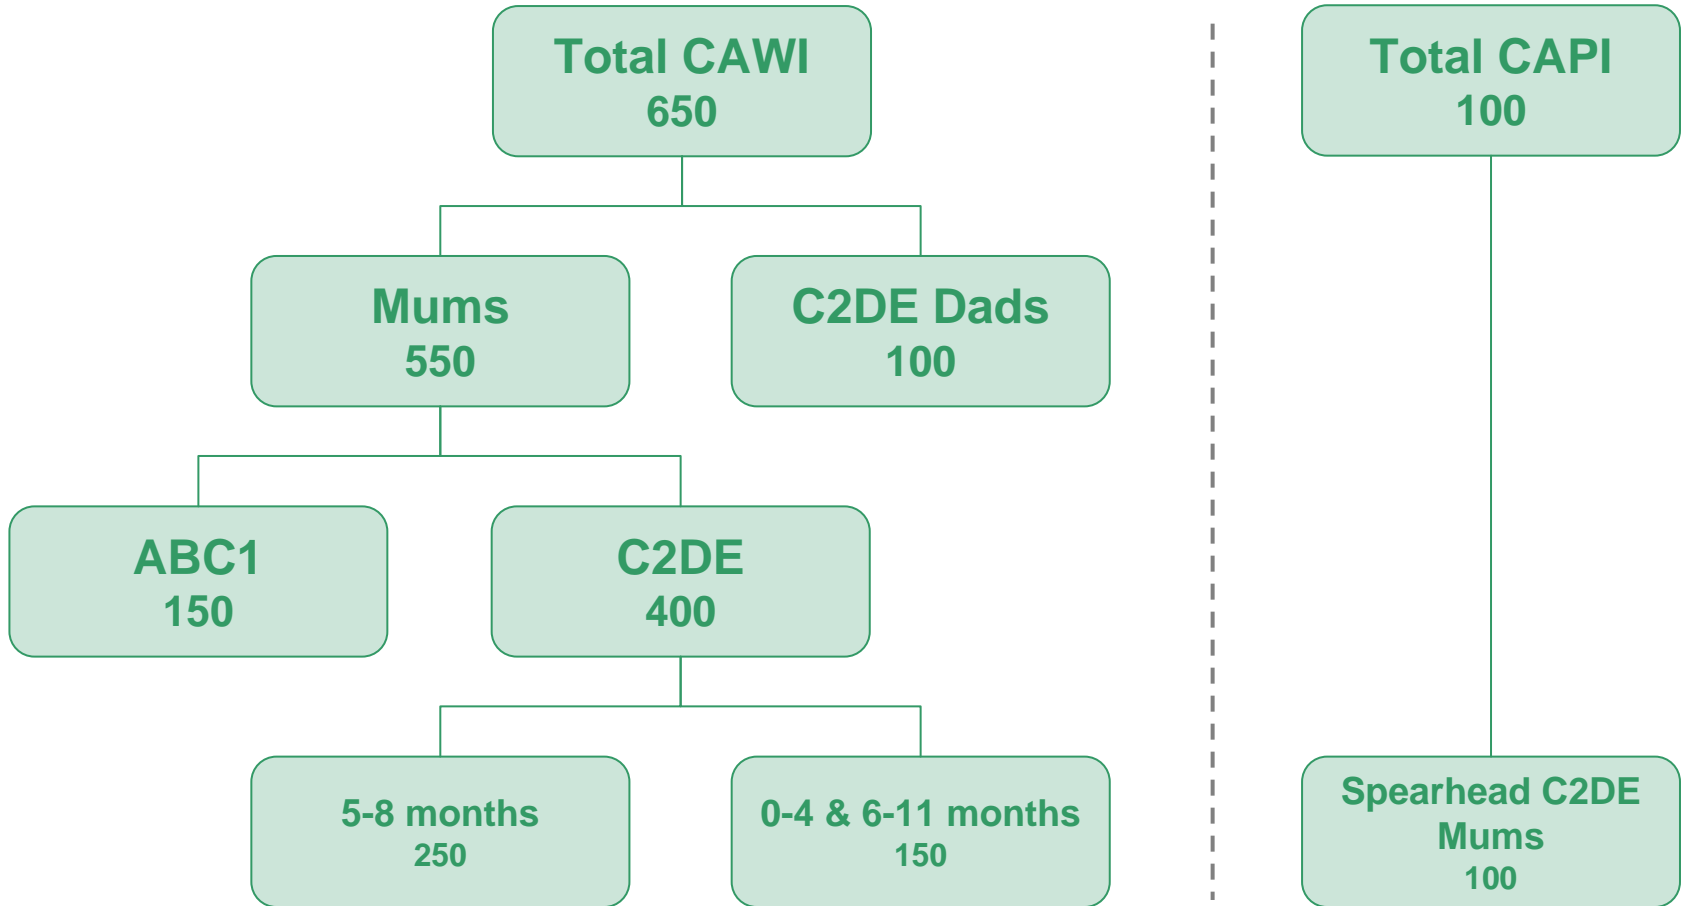 Total CAWI
650
Total CAPI
100
Mums
550
C2DE Dads
100
ABC1
150
C2DE
400
5-8 months
250
0-4 & 6-11 months
150
Spearhead C2DE
Mums
100